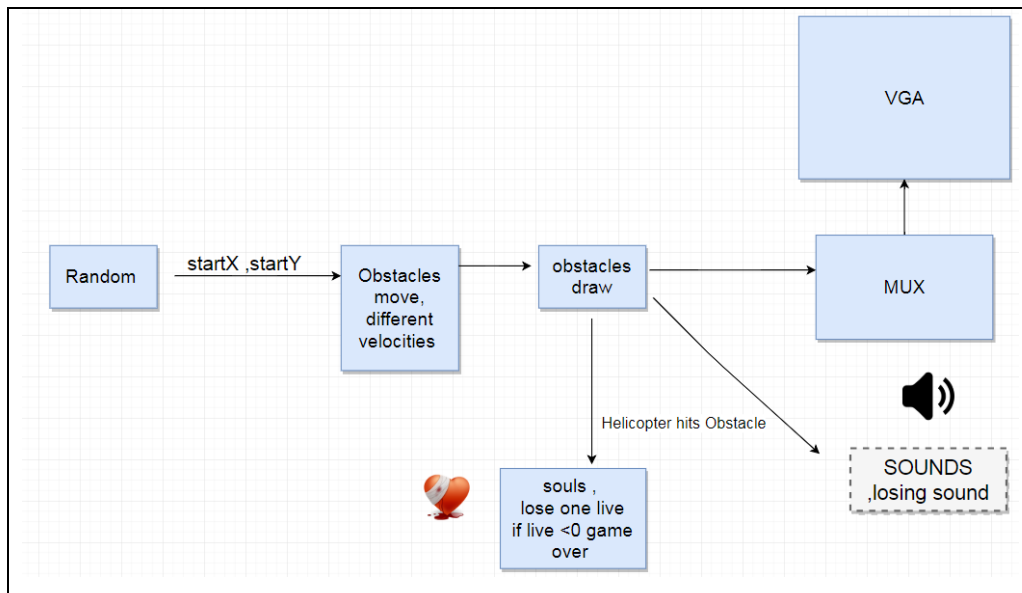 VGA
Random
startX ,startY
Obstacles
move,
different
velocities
obstacles
draw
MUX
Helicopter hits Obstacle
SOUNDS
,losing sound
souls ,
lose one live
if live <0 game
over